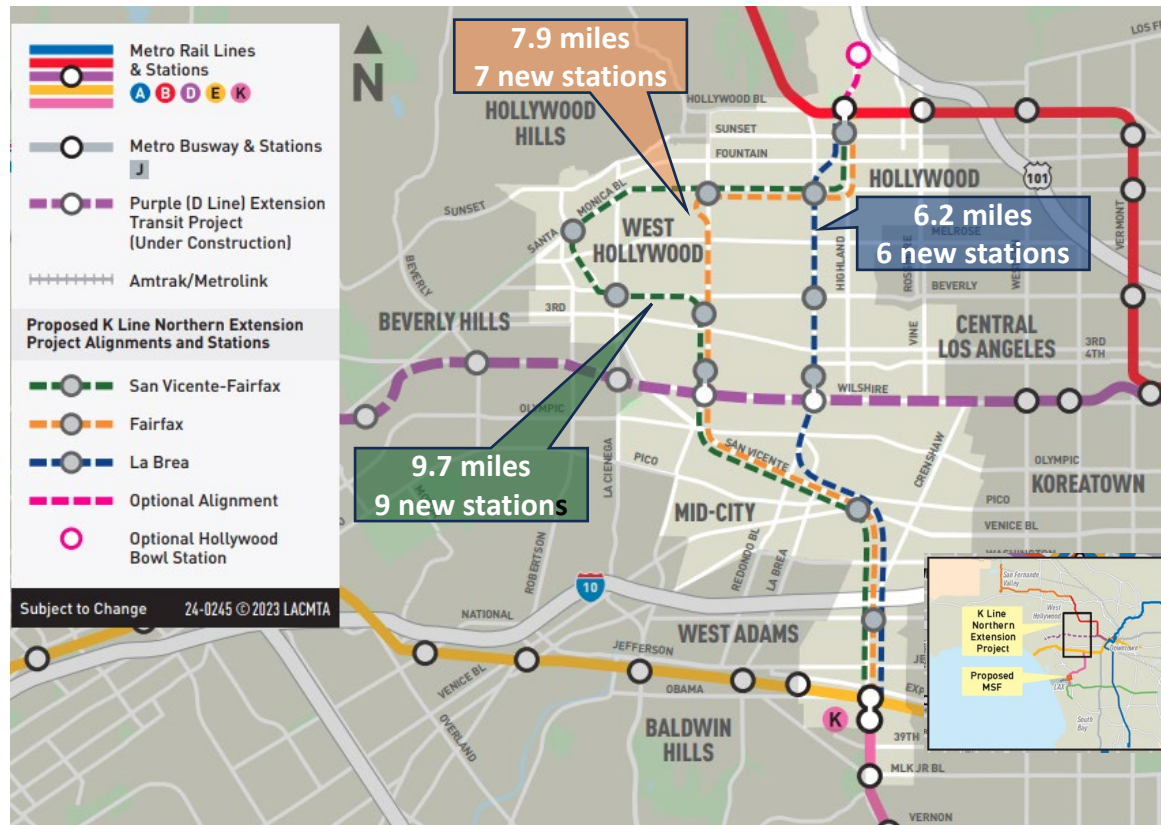 Metro Rail Lines
& Stations
A B D E K
Metro Busway & Stations
J
Purple (D Line) Extension
Transit Project
(Under Construction)
Amtrak/Metrolink
Proposed K Line Northern Extension
Project Alignments and Stations
San Vicente-Fairfax
Fairfax
La Brea
Optional Alignment
Optional Hollywood
Bowl Station
Subject to Change 24-0245 © 2023 LACMTA
N
7.9 miles
7 new stations
6.2 miles
6 new stations
9.7 miles
9 new stations
HOLLYWOOD
HILLS
HOLLYWOOD BL
SUNSET
FOUNTAIN
HOLLYWOOD
101
LOS FE
SUNSET
SANTA
MONICA BL
WEST
HOLLYWOOD
BEVERLY
HIGHLAND
MELROSE
BEVERLY
VINE
VERMONT
BEVERLY HILLS
3RD
CENTRAL
LOS ANGELES
3RD
4TH
WILSHIRE
OLYMPIC
LA CIENEGA
PICO
SAN VICENTE
CRENSHAW
OLYMPIC
KOREATOWN
PICO
VENICE BL
MID-CITY
REDONDO BL
LA BREA
ROBERTSON
10
NATIONAL
WEST ADAMS
JEFFERSON
VENICE BL
OVERLAND
OBAMA
BALDWIN
HILLS
K
39TH
MLK JR BL
VERNON
San Fernando
Valley
West
Hollywood
K Line
Northern
Extension
Project
Downtown
Proposed
MSF
LAX
South
Bay